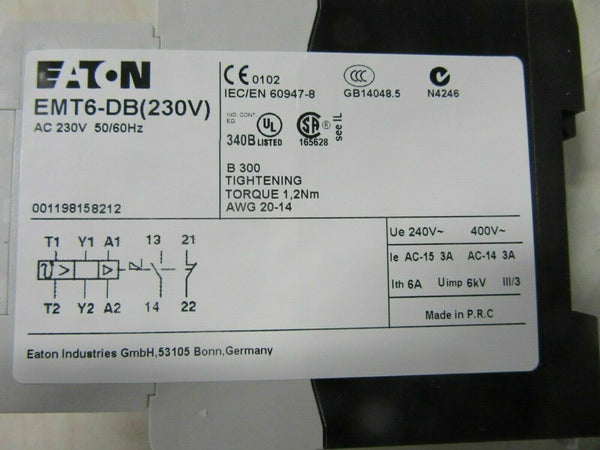 EATON
EMT6-DB(230V)
AC 230V 50/60Hz
001198158212
CE 0102
IEC/EN 60947-8
CCC
GB14048.5
N4246
IND. CONT. EQ.
340B
UL
LISTED
SA
165628
see IL
B 300
TIGHTENING
TORQUE 1,2Nm
AWG 20-14
T1 Y1 A1 13 21
T2 Y2 A2 14 22
Ue 240V~ 400V~
Ie AC-15 3A AC-14 3A
Ith 6A Uimp 6kV III/3
Made in P.R.C
Eaton Industries GmbH,53105 Bonn,Germany